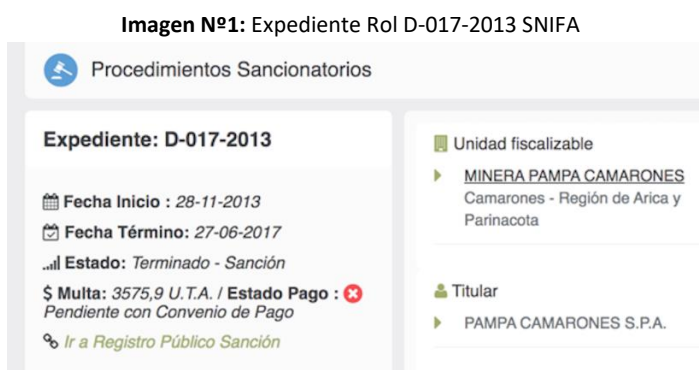 Imagen Nº1: Expediente Rol D-017-2013 SNIFA
Procedimientos Sancionatorios
Expediente: D-017-2013
Fecha Inicio : 28-11-2013
Fecha Término: 27-06-2017
Estado: Terminado - Sanción
$ Multa: 3575,9 U.T.A. / Estado Pago :
Pendiente con Convenio de Pago
Ir a Registro Público Sanción
Unidad fiscalizable
MINERA PAMPA CAMARONES
Camarones - Región de Arica y
Parinacota
Titular
PAMPA CAMARONES S.P.A.